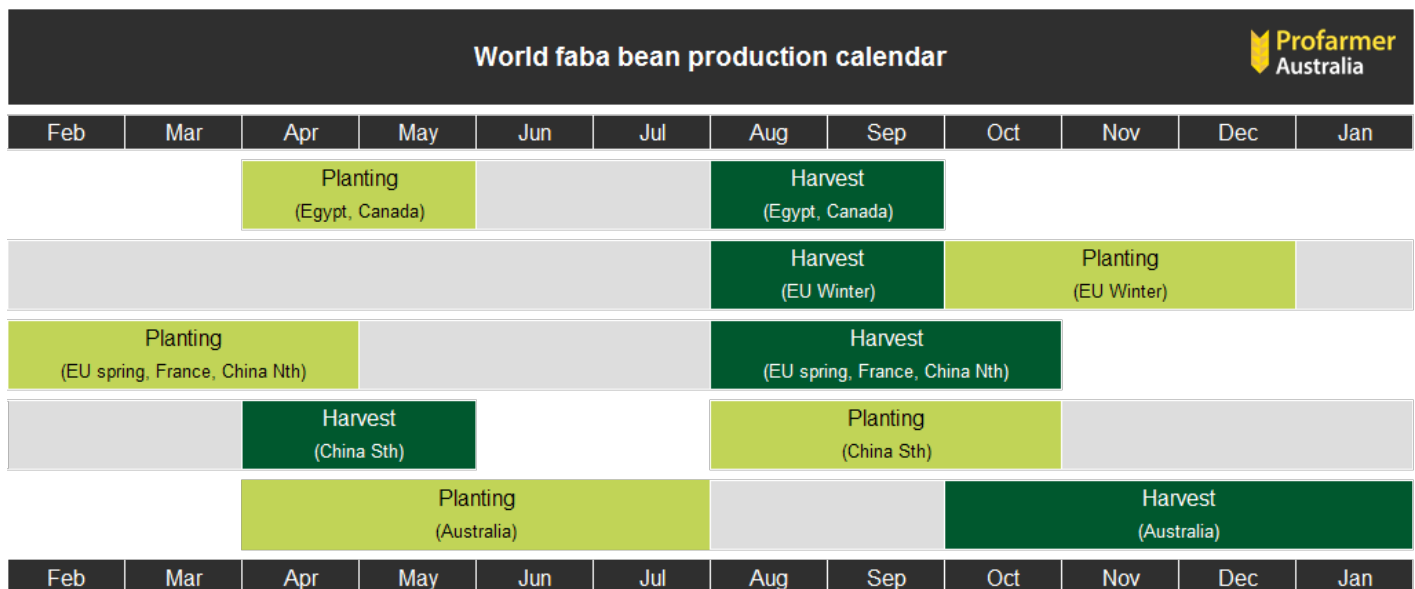 World faba bean production calendar
Profarmer
Australia
Feb Mar Apr May Jun Jul Aug Sep Oct Nov Dec Jan
Planting Harvest
(Egypt, Canada) (Egypt, Canada)
Harvest Planting
(EU Winter) (EU Winter)
Planting Harvest
(EU spring, France, China Nth) (EU spring, France, China Nth)
Harvest Planting
(China Sth) (China Sth)
Planting Harvest
(Australia) (Australia)
Feb Mar Apr May Jun Jul Aug Sep Oct Nov Dec Jan